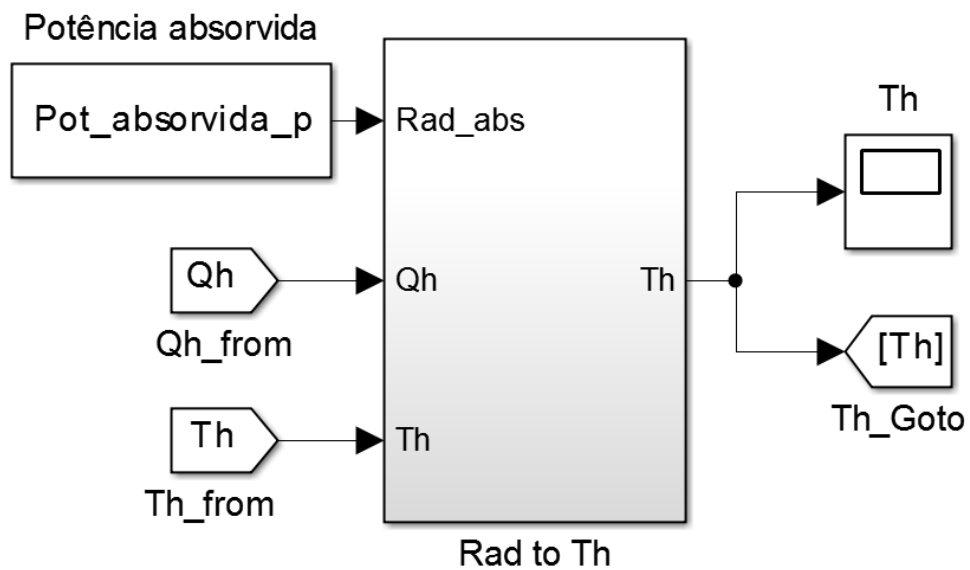 Potência absorvida
Pot_absorvida_p
Rad_abs
Th
Qh
Qh_from
Qh
Th
[Th]
Th_Goto
Th
Th_from
Th
Rad to Th